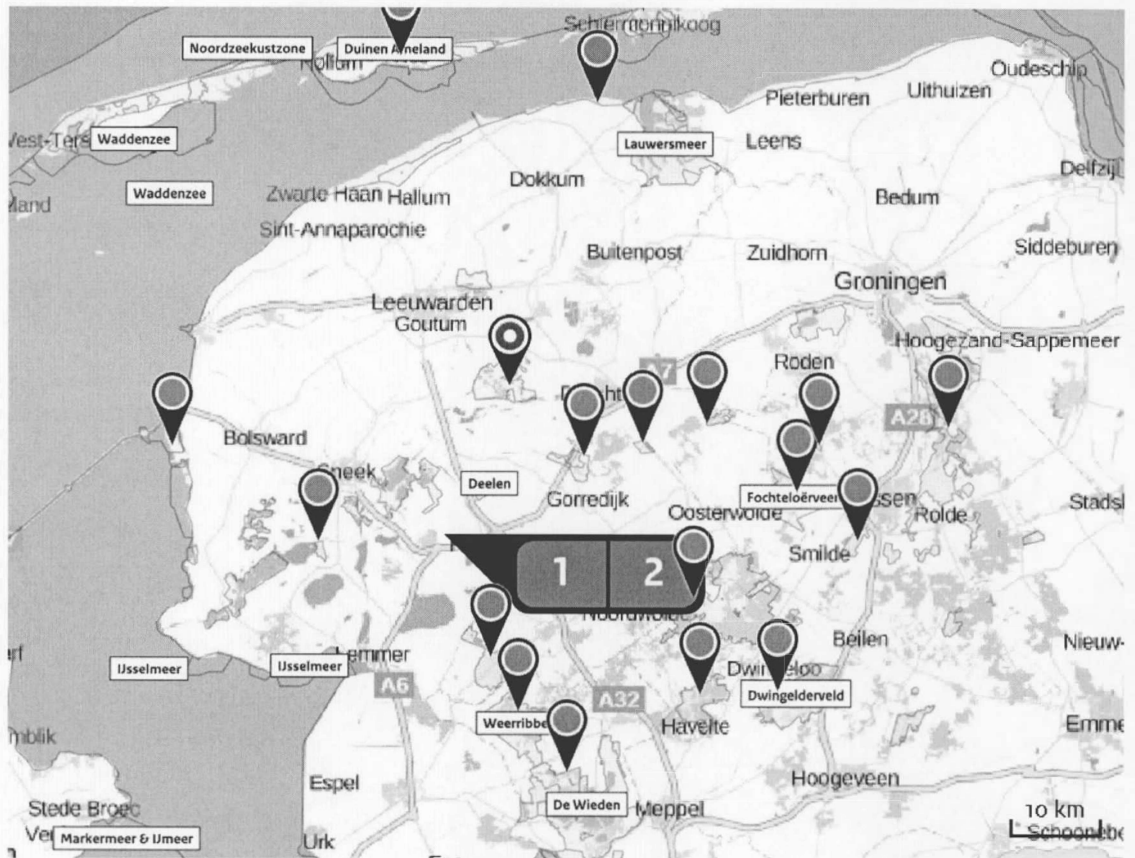 Schiermonnikoog
Noordzeekustzone
Duinen Ameland
Oudeschip
Uithuizen
Pieterburen
Waddenzee
Lauwersmeer
Leens
Delfzijl
Dokkum
Waddenzee
Zwarte Haan
Hallum
Bedum
Sint-Annaparochie
Buitenpost
Zuidhorn
Siddeburen
Groningen
Leeuwarden
Goutum
Hoogezand-Sappemeer
Roden
A7
A28
Bolsward
Sneek
Deelen
Gorredijk
Fochteloërveen
Oosterwolde
Rolde
Smilde
1
2
Noordwolde
Beilen
Lemmer
IJsselmeer
IJsselmeer
Dwingeloo
Dwingelderveld
A6
A32
Weerribbe
Havelte
Espel
Hoogeveen
De Wieden
Meppel
Stede Broec
10 km
Markermeer & IJmeer
Urk